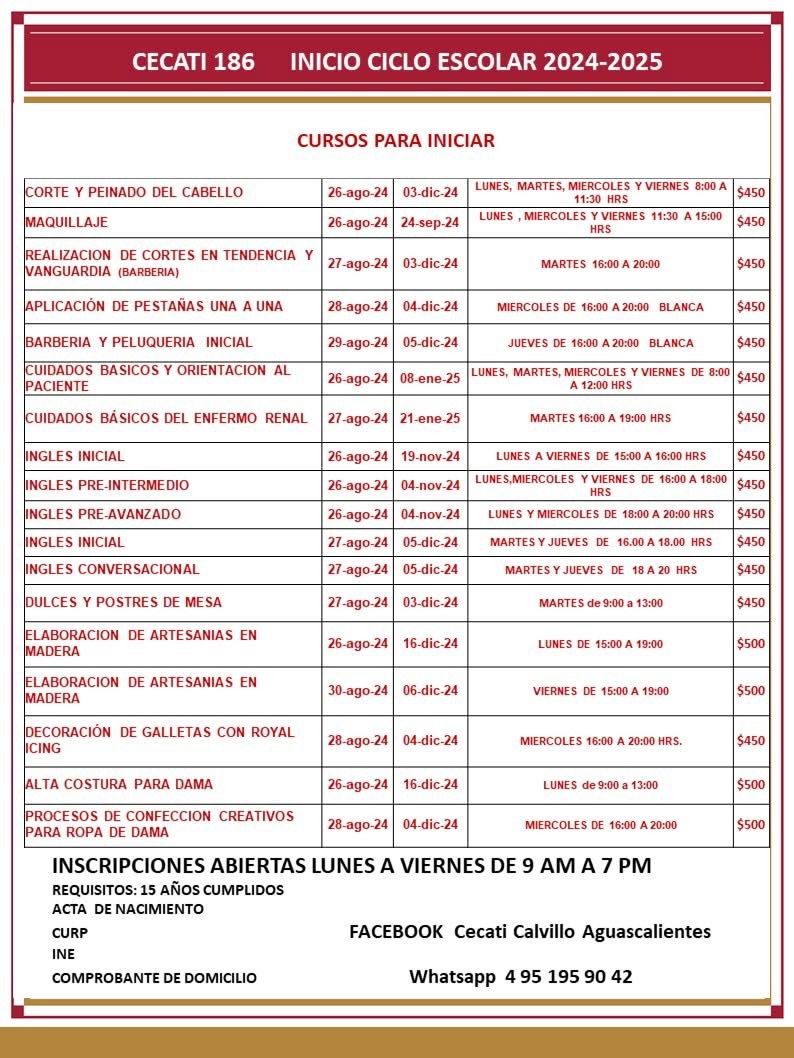 CECATI 186 INICIO CICLO ESCOLAR 2024-2025
CURSOS PARA INICIAR
CORTE Y PEINADO DEL CABELLO 26-ago-24 03-dic-24 LUNES, MARTES, MIERCOLES Y VIERNES 8:00 A 11:30 HRS $450
MAQUILLAJE 26-ago-24 24-sep-24 LUNES , MIERCOLES Y VIERNES 11:30 A 15:00 HRS $450
REALIZACION DE CORTES EN TENDENCIA Y VANGUARDIA (BARBERIA) 27-ago-24 03-dic-24 MARTES 16:00 A 20:00 $450
APLICACIÓN DE PESTAÑAS UNA A UNA 28-ago-24 04-dic-24 MIERCOLES DE 16:00 A 20:00 BLANCA $450
BARBERIA Y PELUQUERIA INICIAL 29-ago-24 05-dic-24 JUEVES DE 16:00 A 20:00 BLANCA $450
CUIDADOS BASICOS Y ORIENTACION AL PACIENTE 26-ago-24 08-ene-25 LUNES, MARTES, MIERCOLES Y VIERNES DE 8:00 A 12:00 HRS $450
CUIDADOS BÁSICOS DEL ENFERMO RENAL 27-ago-24 21-ene-25 MARTES 16:00 A 19:00 HRS $450
INGLES INICIAL 26-ago-24 19-nov-24 LUNES A VIERNES DE 15:00 A 16:00 HRS $450
INGLES PRE-INTERMEDIO 26-ago-24 04-nov-24 LUNES,MIERCOLES Y VIERNES DE 16:00 A 18:00 HRS $450
INGLES PRE-AVANZADO 26-ago-24 04-nov-24 LUNES Y MIERCOLES DE 18:00 A 20:00 HRS $450
INGLES INICIAL 27-ago-24 05-dic-24 MARTES Y JUEVES DE 16.00 A 18.00 HRS $450
INGLES CONVERSACIONAL 27-ago-24 05-dic-24 MARTES Y JUEVES DE 18 A 20 HRS $450
DULCES Y POSTRES DE MESA 27-ago-24 03-dic-24 MARTES de 9:00 a 13:00 $450
ELABORACION DE ARTESANIAS EN MADERA 26-ago-24 16-dic-24 LUNES DE 15:00 A 19:00 $500
ELABORACION DE ARTESANIAS EN MADERA 30-ago-24 06-dic-24 VIERNES DE 15:00 A 19:00 $500
DECORACIÓN DE GALLETAS CON ROYAL ICING 28-ago-24 04-dic-24 MIERCOLES 16:00 A 20:00 HRS. $450
ALTA COSTURA PARA DAMA 26-ago-24 16-dic-24 LUNES de 9:00 a 13:00 $500
PROCESOS DE CONFECCION CREATIVOS PARA ROPA DE DAMA 28-ago-24 04-dic-24 MIERCOLES DE 16:00 A 20:00 $500
INSCRIPCIONES ABIERTAS LUNES A VIERNES DE 9 AM A 7 PM
REQUISITOS: 15 AÑOS CUMPLIDOS
ACTA DE NACIMIENTO
CURP
INE
COMPROBANTE DE DOMICILIO
FACEBOOK Cecati Calvillo Aguascalientes
Whatsapp 4 95 195 90 42